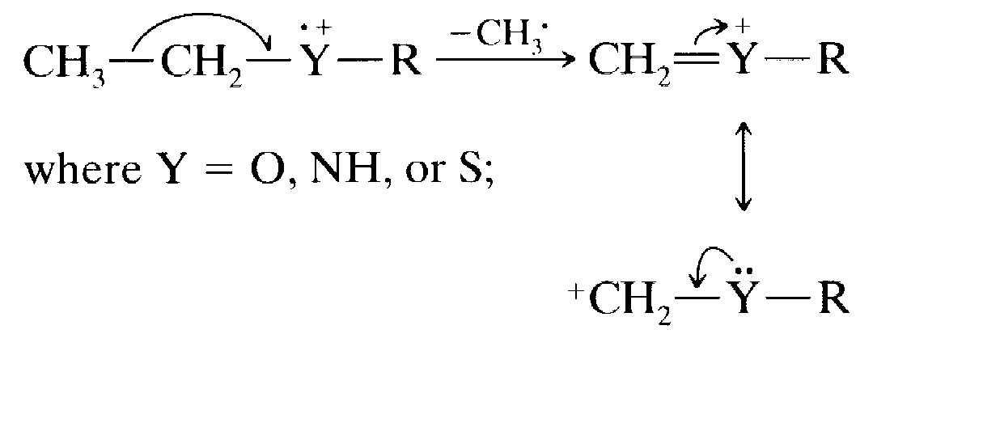 CH₃—CH₂—Y•⁺—R —CH₃• → CH₂=Y⁺—R
where Y = O, NH, or S;
⁺CH₂—Ÿ—R